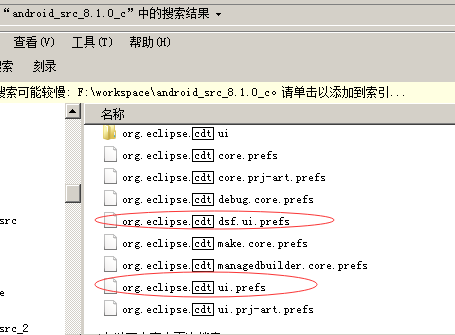 “android_src_8.1.0_c”中的搜索结果
查看(V) 工具(T) 帮助(H)
搜索 刻录
搜索可能较慢: F:\workspace\android_src_8.1.0_c。请单击以添加到索引...
名称
org.eclipse.cdt ui
org.eclipse.cdt core.prefs
org.eclipse.cdt core.prj-art.prefs
org.eclipse.cdt debug.core.prefs
src
org.eclipse.cdt dsf.ui.prefs
org.eclipse.cdt make.core.prefs
org.eclipse.cdt managedbuilder.core.prefs
org.eclipse.cdt ui.prefs
org.eclipse.cdt ui.prj-art.prefs
src_2